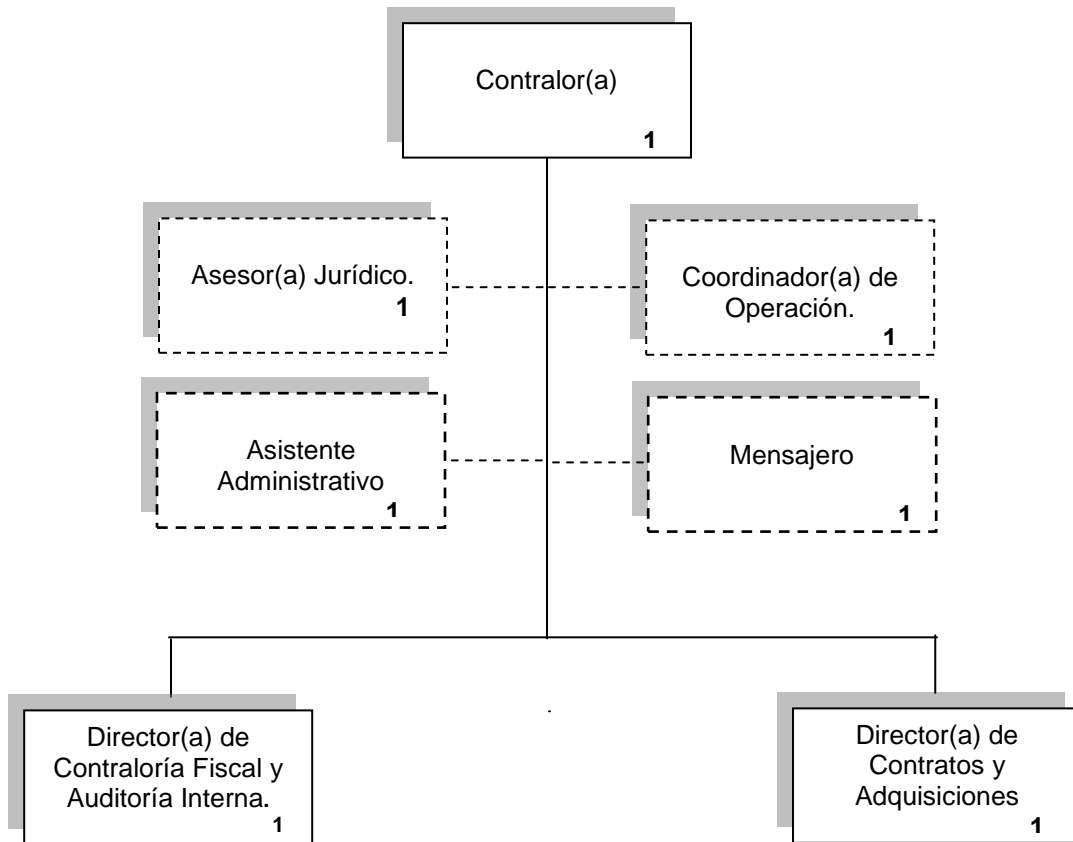 Contralor(a)
1
Asesor(a) Jurídico.
1
Coordinador(a) de
Operación.
1
Asistente
Administrativo
1
Mensajero
1
Director(a) de
Contraloría Fiscal y
Auditoría Interna.
1
Director(a) de
Contratos y
Adquisiciones
1